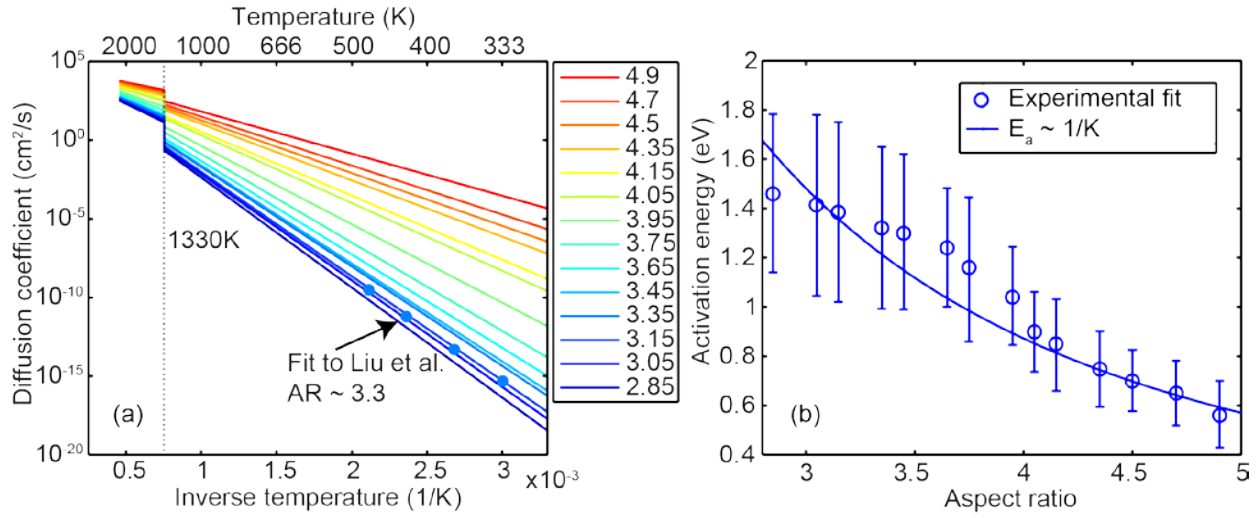 Temperature (K)
2000 1000 666 500 400 333
Diffusion coefficient (cm²/s)
10⁵
10⁰
10⁻⁵
10⁻¹⁰
10⁻¹⁵
10⁻²⁰
1330K
Fit to Liu et al.
AR ~ 3.3
(a)
0.5 1 1.5 2 2.5 3 x10⁻³
Inverse temperature (1/K)
4.9
4.7
4.5
4.35
4.15
4.05
3.95
3.75
3.65
3.45
3.35
3.15
3.05
2.85
Activation energy (eV)
2
1.8
1.6
1.4
1.2
1
0.8
0.6
0.4
Experimental fit
Eₐ ~ 1/K
(b)
3 3.5 4 4.5 5
Aspect ratio